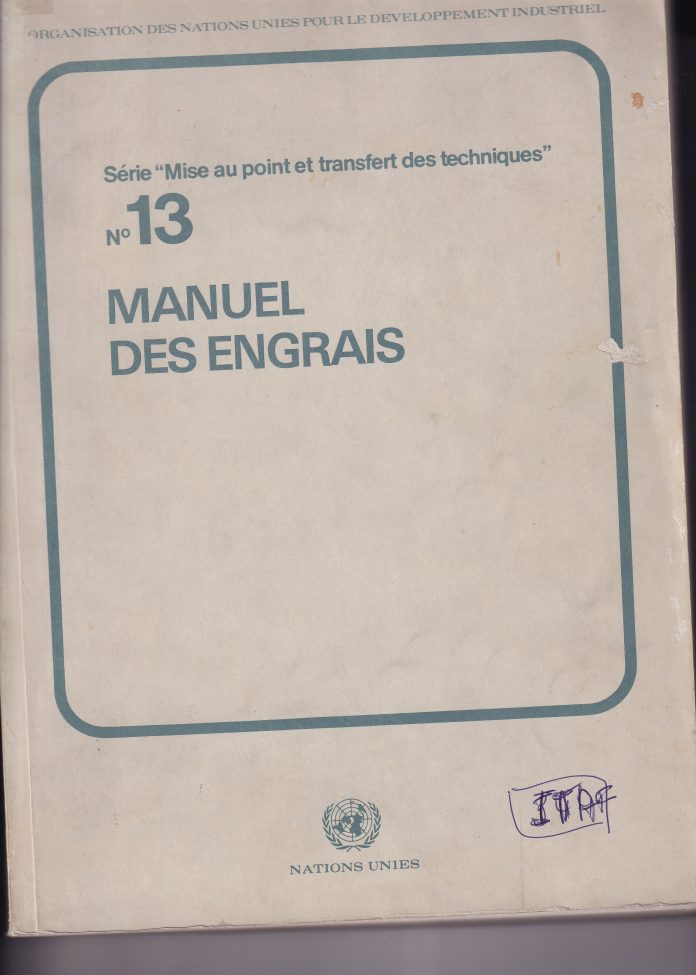 ORGANISATION DES NATIONS UNIES POUR LE DEVELOPPEMENT INDUSTRIEL
Série “Mise au point et transfert des techniques”
Nº 13
MANUEL
DES ENGRAIS
NATIONS UNIES